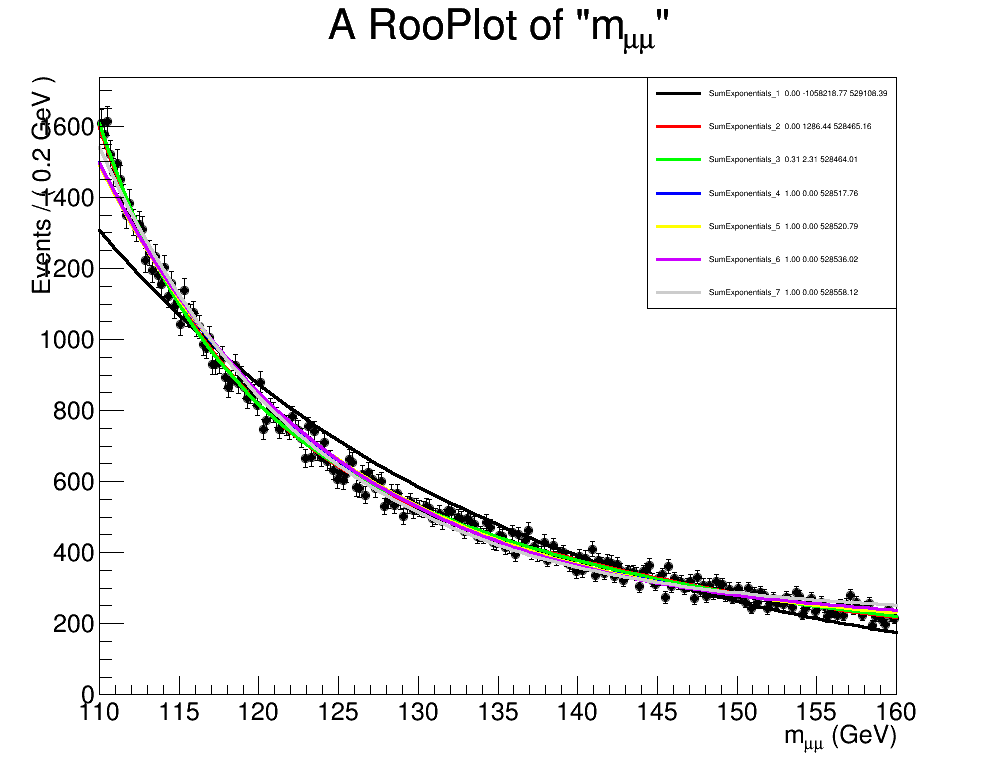 A RooPlot of "mμμ"
Events / ( 0.2 GeV )
1600
1400
1200
1000
800
600
400
200
0
110 115 120 125 130 135 140 145 150 155 160
mμμ (GeV)
SumExponentials_1 0.00 -1058218.77 529108.39
SumExponentials_2 0.00 1286.44 528465.16
SumExponentials_3 0.31 2.31 528464.01
SumExponentials_4 1.00 0.00 528517.76
SumExponentials_5 1.00 0.00 528520.79
SumExponentials_6 1.00 0.00 528536.02
SumExponentials_7 1.00 0.00 528558.12